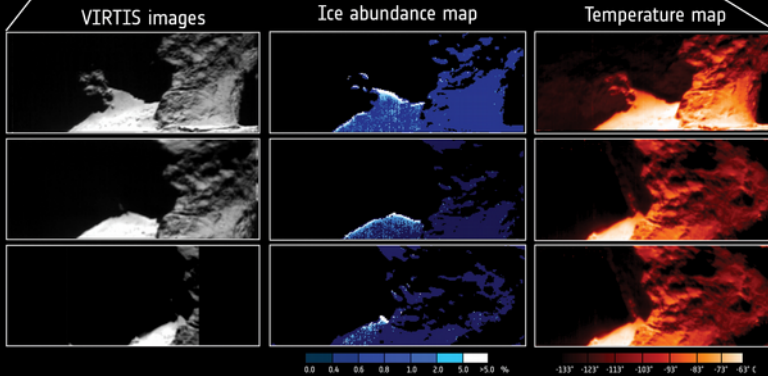 VIRTIS images
Ice abundance map
Temperature map
0.0 0.4 0.6 0.8 1.0 2.0 5.0 >5.0 %
-133° -123° -113° -103° -93° -83° -73° -63° C